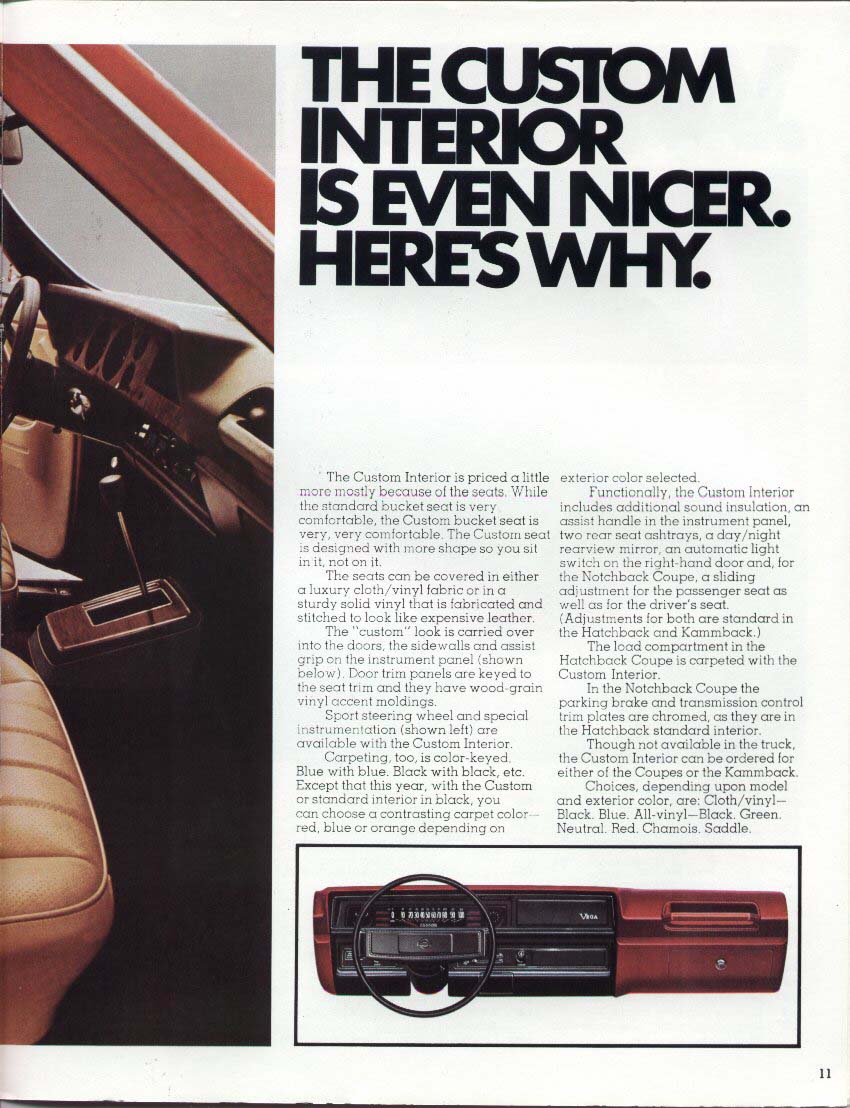 THE CUSTOM
INTERIOR
IS EVEN NICER.
HERE'S WHY.
The Custom Interior is priced a little
more mostly because of the seats. While
the standard bucket seat is very
comfortable, the Custom bucket seat is
very, very comfortable. The Custom seat
is designed with more shape so you sit
in it, not on it.
The seats can be covered in either
a luxury cloth/vinyl fabric or in a
sturdy solid vinyl that is fabricated and
stitched to look like expensive leather.
The "custom" look is carried over
into the doors, the sidewalls and assist
grip on the instrument panel (shown
below). Door trim panels are keyed to
the seat trim and they have wood-grain
vinyl accent moldings.
Sport steering wheel and special
instrumentation (shown left) are
available with the Custom Interior.
Carpeting, too, is color-keyed.
Blue with blue. Black with black, etc.
Except that this year, with the Custom
or standard interior in black, you
can choose a contrasting carpet color—
red, blue or orange depending on
exterior color selected.
Functionally, the Custom Interior
includes additional sound insulation, an
assist handle in the instrument panel,
two rear seat ashtrays, a day/night
rearview mirror, an automatic light
switch on the right-hand door and, for
the Notchback Coupe, a sliding
adjustment for the passenger seat as
well as for the driver's seat.
(Adjustments for both are standard in
the Hatchback and Kammback.)
The load compartment in the
Hatchback Coupe is carpeted with the
Custom Interior.
In the Notchback Coupe the
parking brake and transmission control
trim plates are chromed, as they are in
the Hatchback standard interior.
Though not available in the truck,
the Custom Interior can be ordered for
either of the Coupes or the Kammback.
Choices, depending upon model
and exterior color, are: Cloth/vinyl—
Black. Blue. All-vinyl—Black. Green.
Neutral. Red. Chamois. Saddle.
VEGA
11